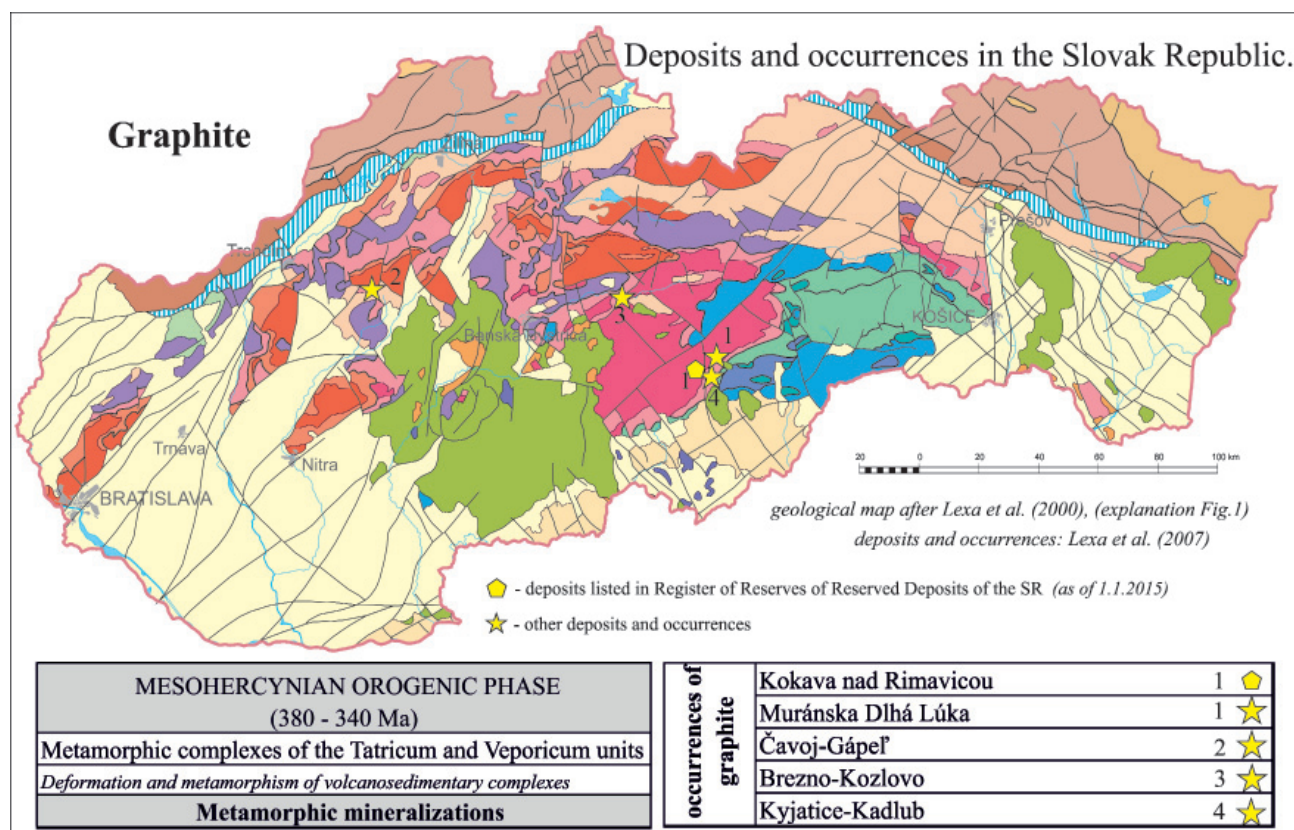 Deposits and occurrences in the Slovak Republic.
Graphite
Žilina
Prešov
Trenčín
2
3
Banská Bystrica
KOŠICE
1
1
4
Trnava
Nitra
BRATISLAVA
20 0 20 40 60 80 100 km
geological map after Lexa et al. (2000), (explanation Fig.1)
deposits and occurrences: Lexa et al. (2007)
- deposits listed in Register of Reserves of Reserved Deposits of the SR (as of 1.1.2015)
- other deposits and occurrences
MESOHERCYNIAN OROGENIC PHASE
(380 - 340 Ma)
Metamorphic complexes of the Tatricum and Veporicum units
Deformation and metamorphism of volcanosedimentary complexes
Metamorphic mineralizations
occurrences of
graphite
Kokava nad Rimavicou 1
Muránska Dlhá Lúka 1
Čavoj-Gápeľ 2
Brezno-Kozlovo 3
Kyjatice-Kadlub 4